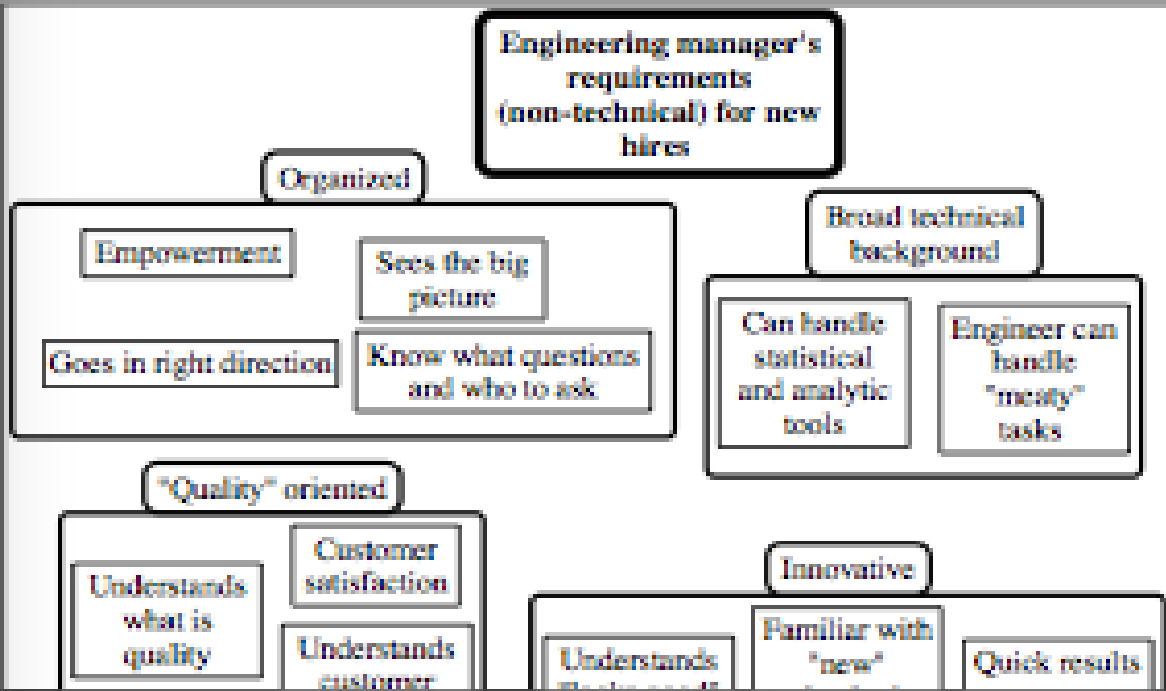 Engineering manager's
requirements
(non-technical) for new
hires
Organized
Empowerment
Sees the big
picture
Goes in right direction
Know what questions
and who to ask
Broad technical
background
Can handle
statistical
and analytic
tools
Engineer can
handle
"meaty"
tasks
"Quality" oriented
Understands
what is
quality
Customer
satisfaction
Understands
customer
Innovative
Understands
Familiar with
"new"
Quick results